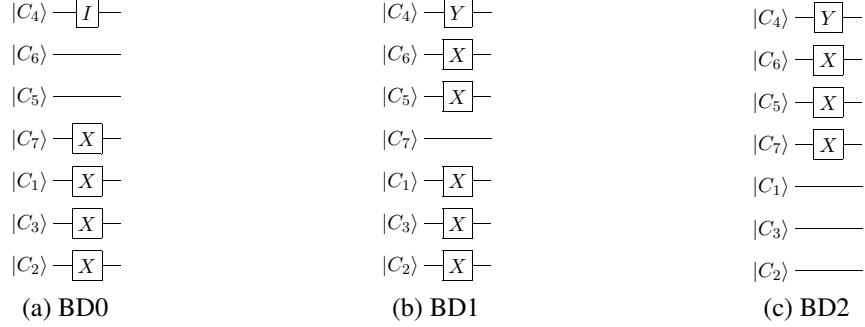 |C₄⟩ I |C₄⟩ Y |C₄⟩ Y
|C₆⟩ |C₆⟩ X |C₆⟩ X
|C₅⟩ |C₅⟩ X |C₅⟩ X
|C₇⟩ X |C₇⟩ |C₇⟩ X
|C₁⟩ X |C₁⟩ X |C₁⟩
|C₃⟩ X |C₃⟩ X |C₃⟩
|C₂⟩ X |C₂⟩ X |C₂⟩
(a) BD0 (b) BD1 (c) BD2